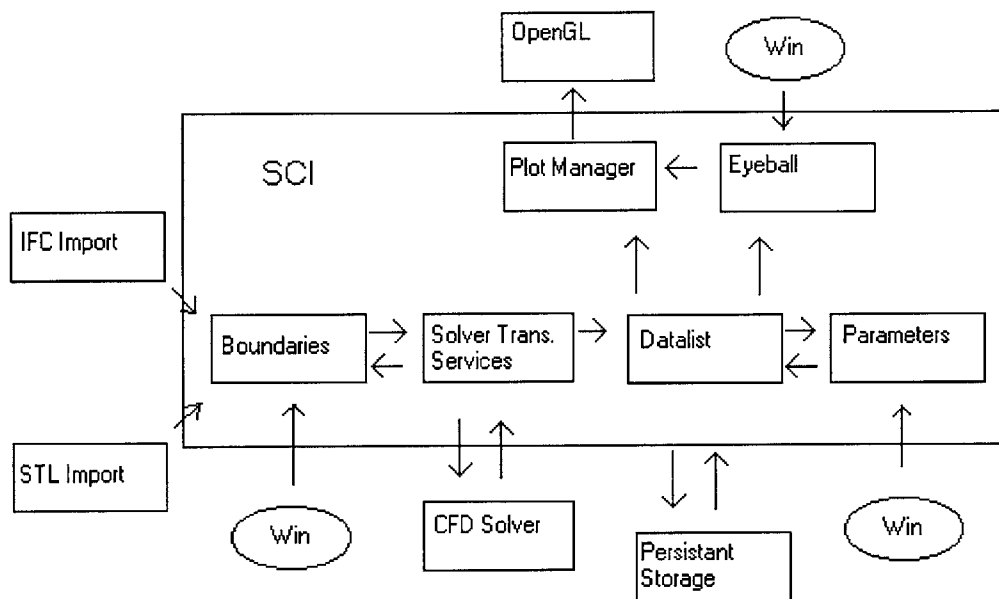 OpenGL
Win
SCI
Plot Manager
Eyeball
IFC Import
Boundaries
Solver Trans.
Services
Datalist
Parameters
STL Import
Win
CFD Solver
Persistant
Storage
Win